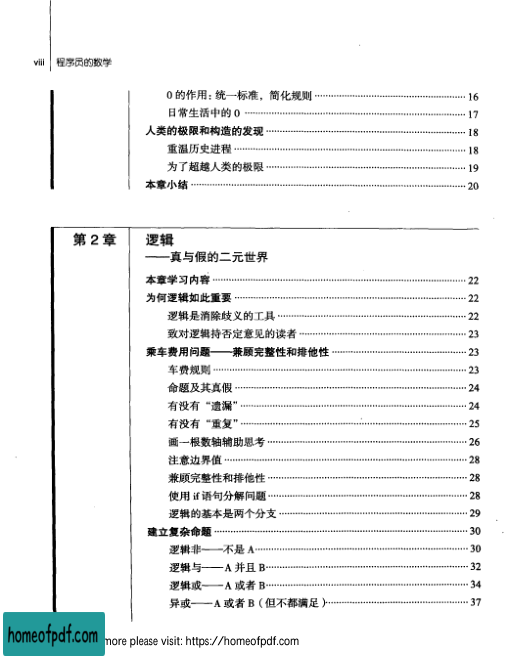 viii 程序员的数学
0 的作用：统一标准，简化规则 16
日常生活中的 0 17
人类的极限和构造的发现 18
重温历史进程 18
为了超越人类的极限 19
本章小结 20
第 2 章 逻辑
——真与假的二元世界
本章学习内容 22
为何逻辑如此重要 22
逻辑是消除歧义的工具 22
致对逻辑持否定意见的读者 23
乘车费用问题——兼顾完整性和排他性 23
车费规则 23
命题及其真假 24
有没有“遗漏” 24
有没有“重复” 25
画一根数轴辅助思考 26
注意边界值 28
兼顾完整性和排他性 28
使用 if 语句分解问题 28
逻辑的基本是两个分支 29
建立复杂命题 30
逻辑非——不是 A 30
逻辑与——A 并且 B 32
逻辑或——A 或者 B 34
异或——A 或者 B（但不都满足） 37
homeofpdf.com more please visit: https://homeofpdf.com